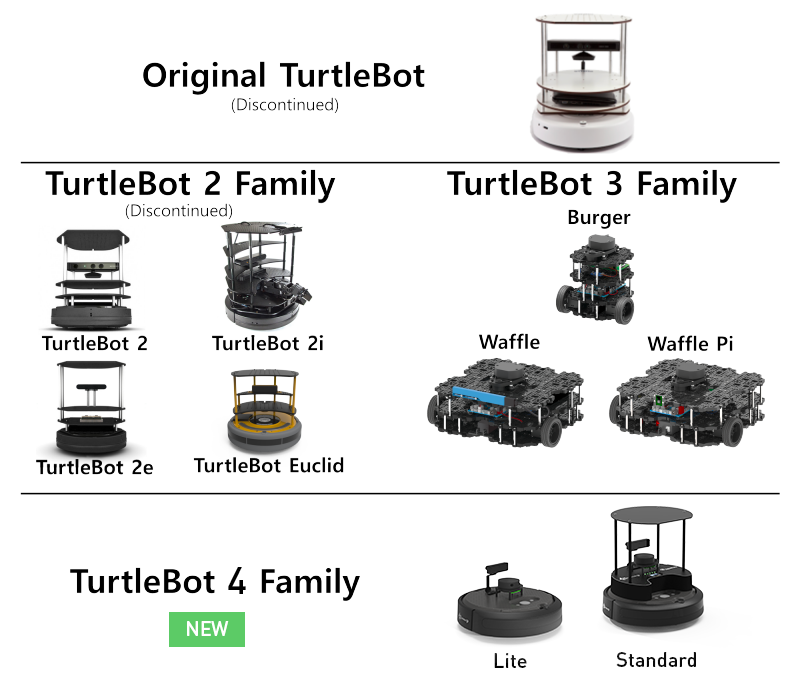 Original TurtleBot
(Discontinued)
TurtleBot 2 Family
(Discontinued)
TurtleBot 2
TurtleBot 2i
TurtleBot 2e
TurtleBot Euclid
TurtleBot 3 Family
Burger
Waffle
Waffle Pi
TurtleBot 4 Family
NEW
Lite
Standard